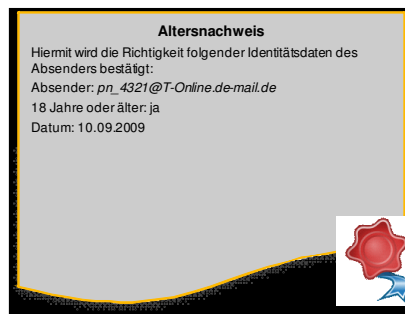 Altersnachweis
Hiermit wird die Richtigkeit folgender Identitätsdaten des
Absenders bestätigt:
Absender: pn_4321@T-Online.de-mail.de
18 Jahre oder älter: ja
Datum: 10.09.2009